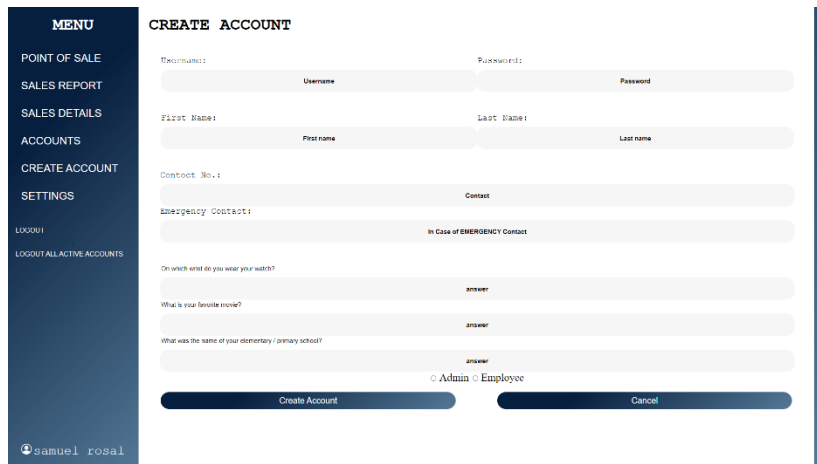 MENU
POINT OF SALE
SALES REPORT
SALES DETAILS
ACCOUNTS
CREATE ACCOUNT
SETTINGS
LOGOUT
LOGOUT ALL ACTIVE ACCOUNTS
samuel rosal
CREATE ACCOUNT
Username: Password:
Username Password
First Name: Last Name:
First name Last name
Contact No.:
Contact
Emergency Contact:
In Case of EMERGENCY Contact
On which wrist do you wear your watch?
answer
What is your favorite movie?
answer
What was the name of your elementary / primary school?
answer
Admin Employee
Create Account Cancel